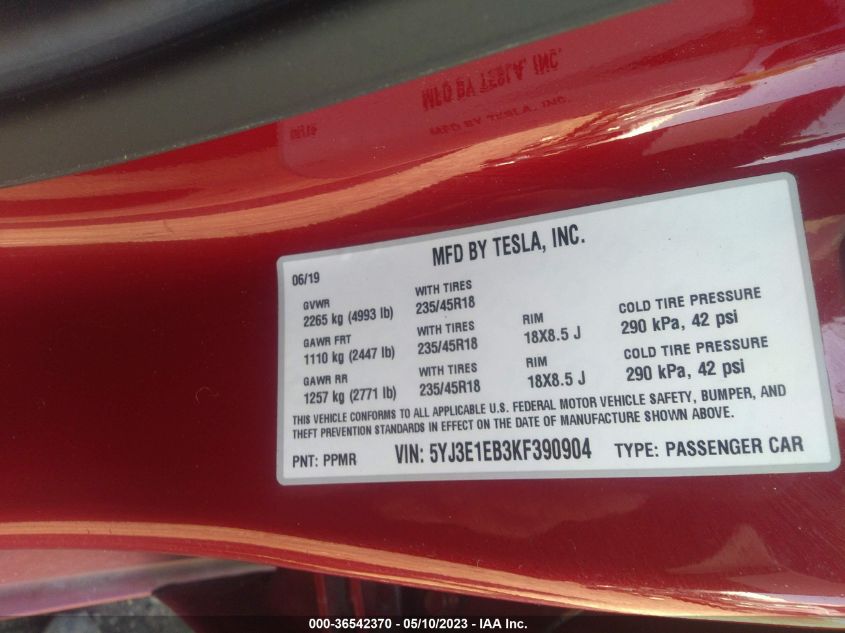 MFD BY TESLA, INC.
MFD BY TESLA, INC.
MFD BY TESLA, INC.
06/19
GVWR
2265 kg (4993 lb)
WITH TIRES
235/45R18
GAWR FRT
1110 kg (2447 lb)
WITH TIRES
235/45R18
RIM
18X8.5 J
COLD TIRE PRESSURE
290 kPa, 42 psi
GAWR RR
1257 kg (2771 lb)
WITH TIRES
235/45R18
RIM
18X8.5 J
COLD TIRE PRESSURE
290 kPa, 42 psi
THIS VEHICLE CONFORMS TO ALL APPLICABLE U.S. FEDERAL MOTOR VEHICLE SAFETY, BUMPER, AND
THEFT PREVENTION STANDARDS IN EFFECT ON THE DATE OF MANUFACTURE SHOWN ABOVE.
PNT: PPMR VIN: 5YJ3E1EB3KF390904 TYPE: PASSENGER CAR
000-36542370 - 05/10/2023 - IAA Inc.